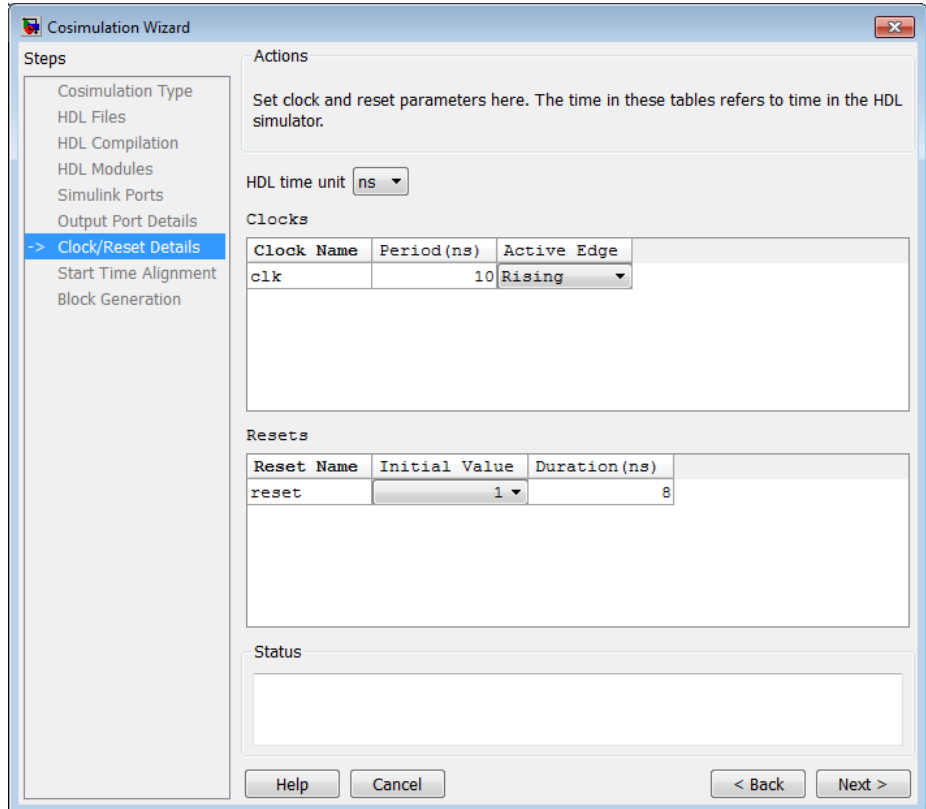 Cosimulation Wizard
Steps
Cosimulation Type
HDL Files
HDL Compilation
HDL Modules
Simulink Ports
Output Port Details
-> Clock/Reset Details
Start Time Alignment
Block Generation
Actions
Set clock and reset parameters here. The time in these tables refers to time in the HDL
simulator.
HDL time unit ns
Clocks
Clock Name Period(ns) Active Edge
clk 10 Rising
Resets
Reset Name Initial Value Duration(ns)
reset 1 8
Status
Help Cancel < Back Next >